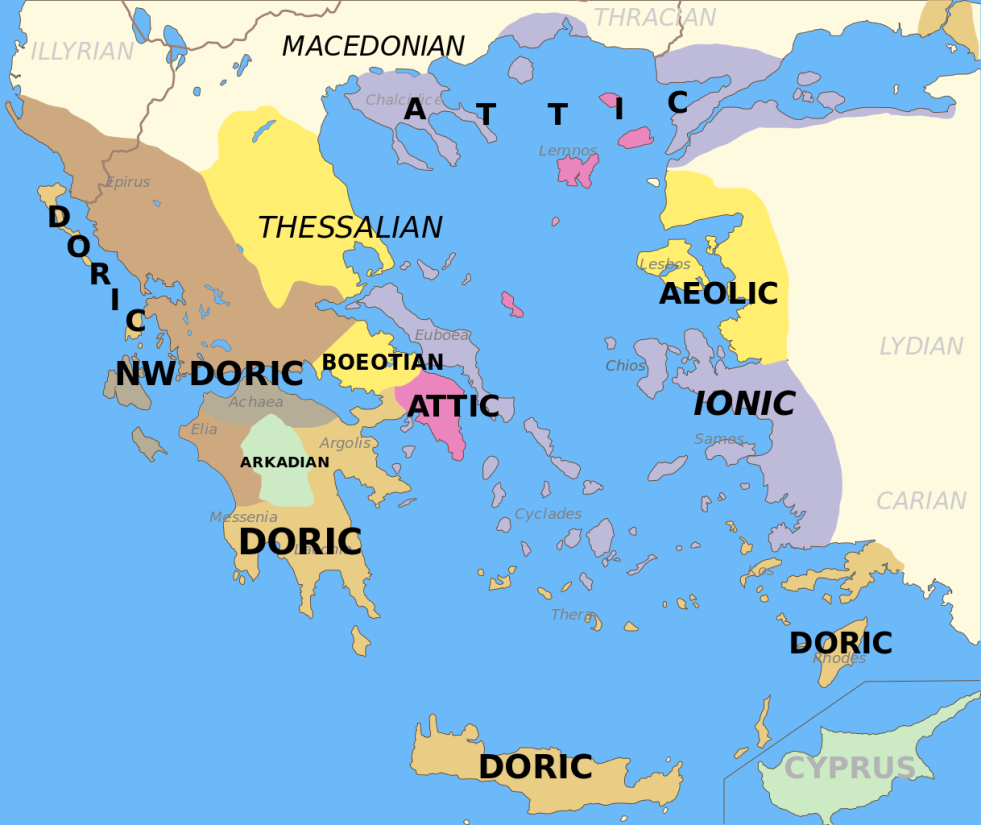 THRACIAN
ILLYRIAN
MACEDONIAN
Chalcidice
A T T I C
Lemnos
Epirus
DORIC
THESSALIAN
Lesbos
AEOLIC
Euboea
LYDIAN
BOEOTIAN
Chios
NW DORIC
Achaea
ATTIC
IONIC
Elia
Argolis
Samos
ARKADIAN
CARIAN
Messenia
Cyclades
DORIC
Kos
Thera
DORIC
Rhodes
DORIC
CYPRUS